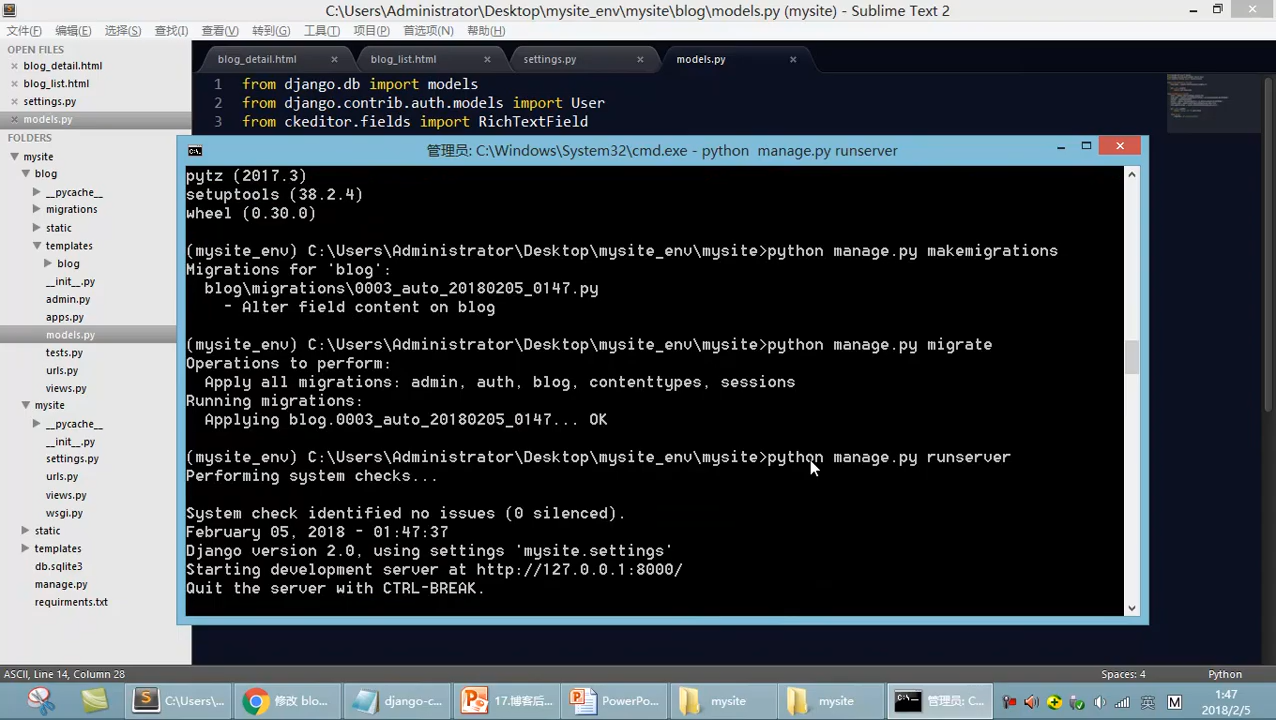 C:\Users\Administrator\Desktop\mysite_env\mysite\blog\models.py (mysite) - Sublime Text 2
文件(F) 编辑(E) 选择(S) 查找(I) 查看(V) 转到(G) 工具(T) 项目(P) 首选项(N) 帮助(H)
OPEN FILES
blog_detail.html
blog_list.html
settings.py
models.py
FOLDERS
mysite
blog
__pycache__
migrations
static
templates
blog
__init__.py
admin.py
apps.py
models.py
tests.py
urls.py
views.py
mysite
__pycache__
__init__.py
settings.py
urls.py
views.py
wsgi.py
static
templates
db.sqlite3
manage.py
requirments.txt
blog_detail.html blog_list.html settings.py models.py
1 from django.db import models
2 from django.contrib.auth.models import User
3 from ckeditor.fields import RichTextField
管理员: C:\Windows\System32\cmd.exe - python  manage.py runserver
pytz (2017.3)
setuptools (38.2.4)
wheel (0.30.0)
(mysite_env) C:\Users\Administrator\Desktop\mysite_env\mysite>python manage.py makemigrations
Migrations for 'blog':
blog\migrations\0003_auto_20180205_0147.py
- Alter field content on blog
(mysite_env) C:\Users\Administrator\Desktop\mysite_env\mysite>python manage.py migrate
Operations to perform:
Apply all migrations: admin, auth, blog, contenttypes, sessions
Running migrations:
Applying blog.0003_auto_20180205_0147... OK
(mysite_env) C:\Users\Administrator\Desktop\mysite_env\mysite>python manage.py runserver
Performing system checks...
System check identified no issues (0 silenced).
February 05, 2018 - 01:47:37
Django version 2.0, using settings 'mysite.settings'
Starting development server at http://127.0.0.1:8000/
Quit the server with CTRL-BREAK.
ASCII, Line 14, Column 28
Spaces: 4
Python
C:\Users\... 修改 blo... django-c... 17.博客后... PowerPo... mysite mysite 管理员: C... 英 M
1:47
2018/2/5